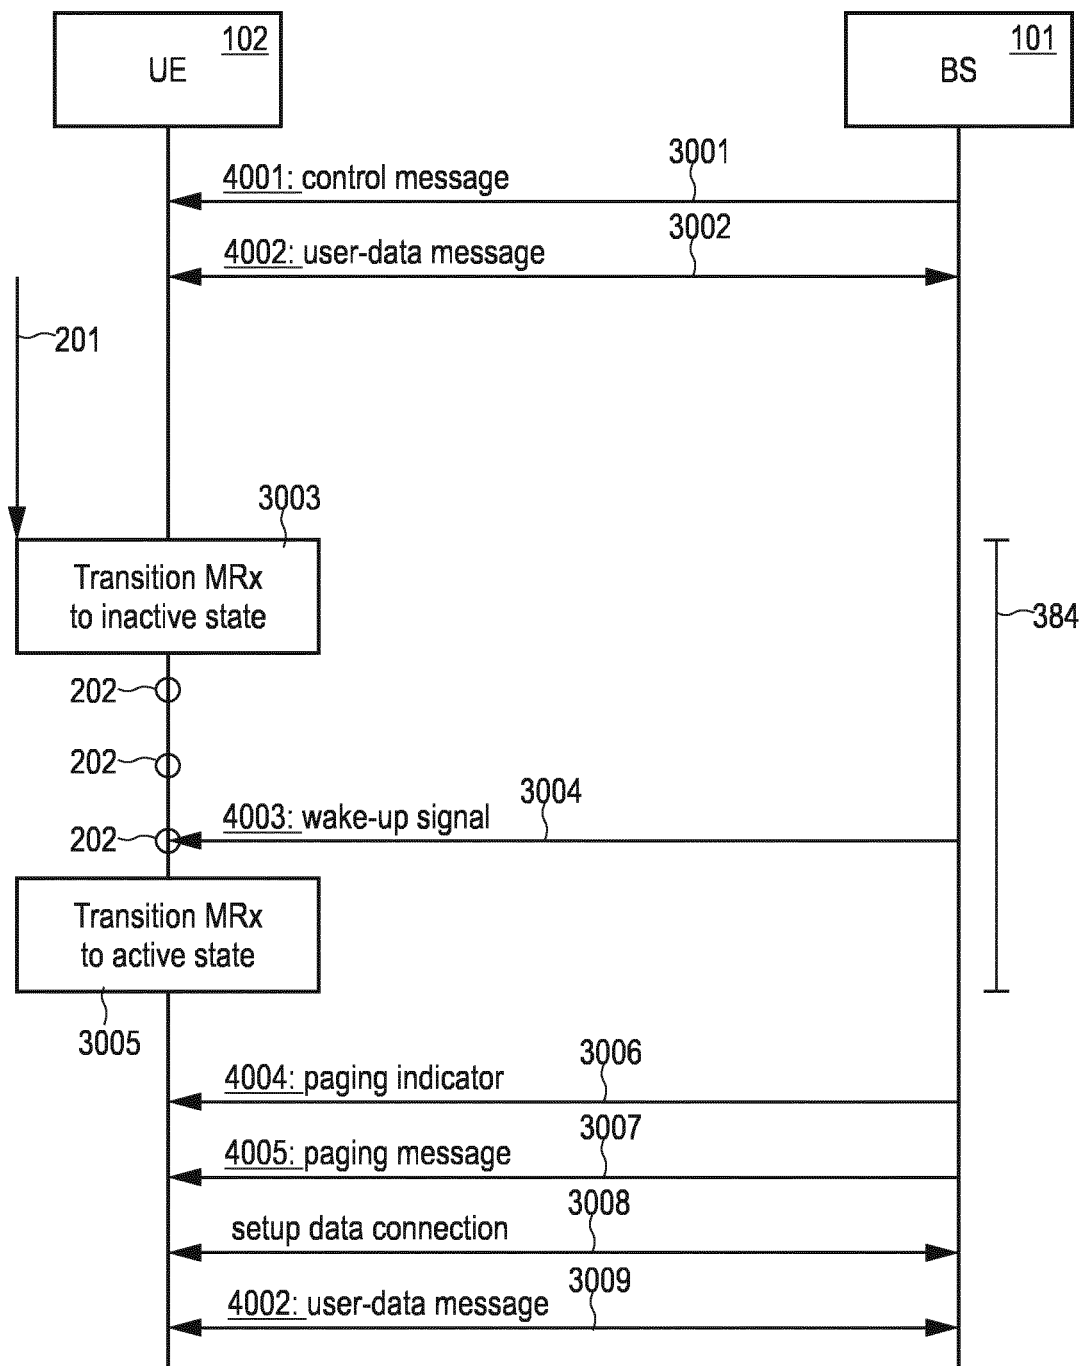 102
UE
101
BS
3001
4001: control message
3002
4002: user-data message
201
3003
Transition MRx
to inactive state
384
202
202
3004
4003: wake-up signal
202
Transition MRx
to active state
3005
3006
4004: paging indicator
3007
4005: paging message
3008
setup data connection
3009
4002: user-data message